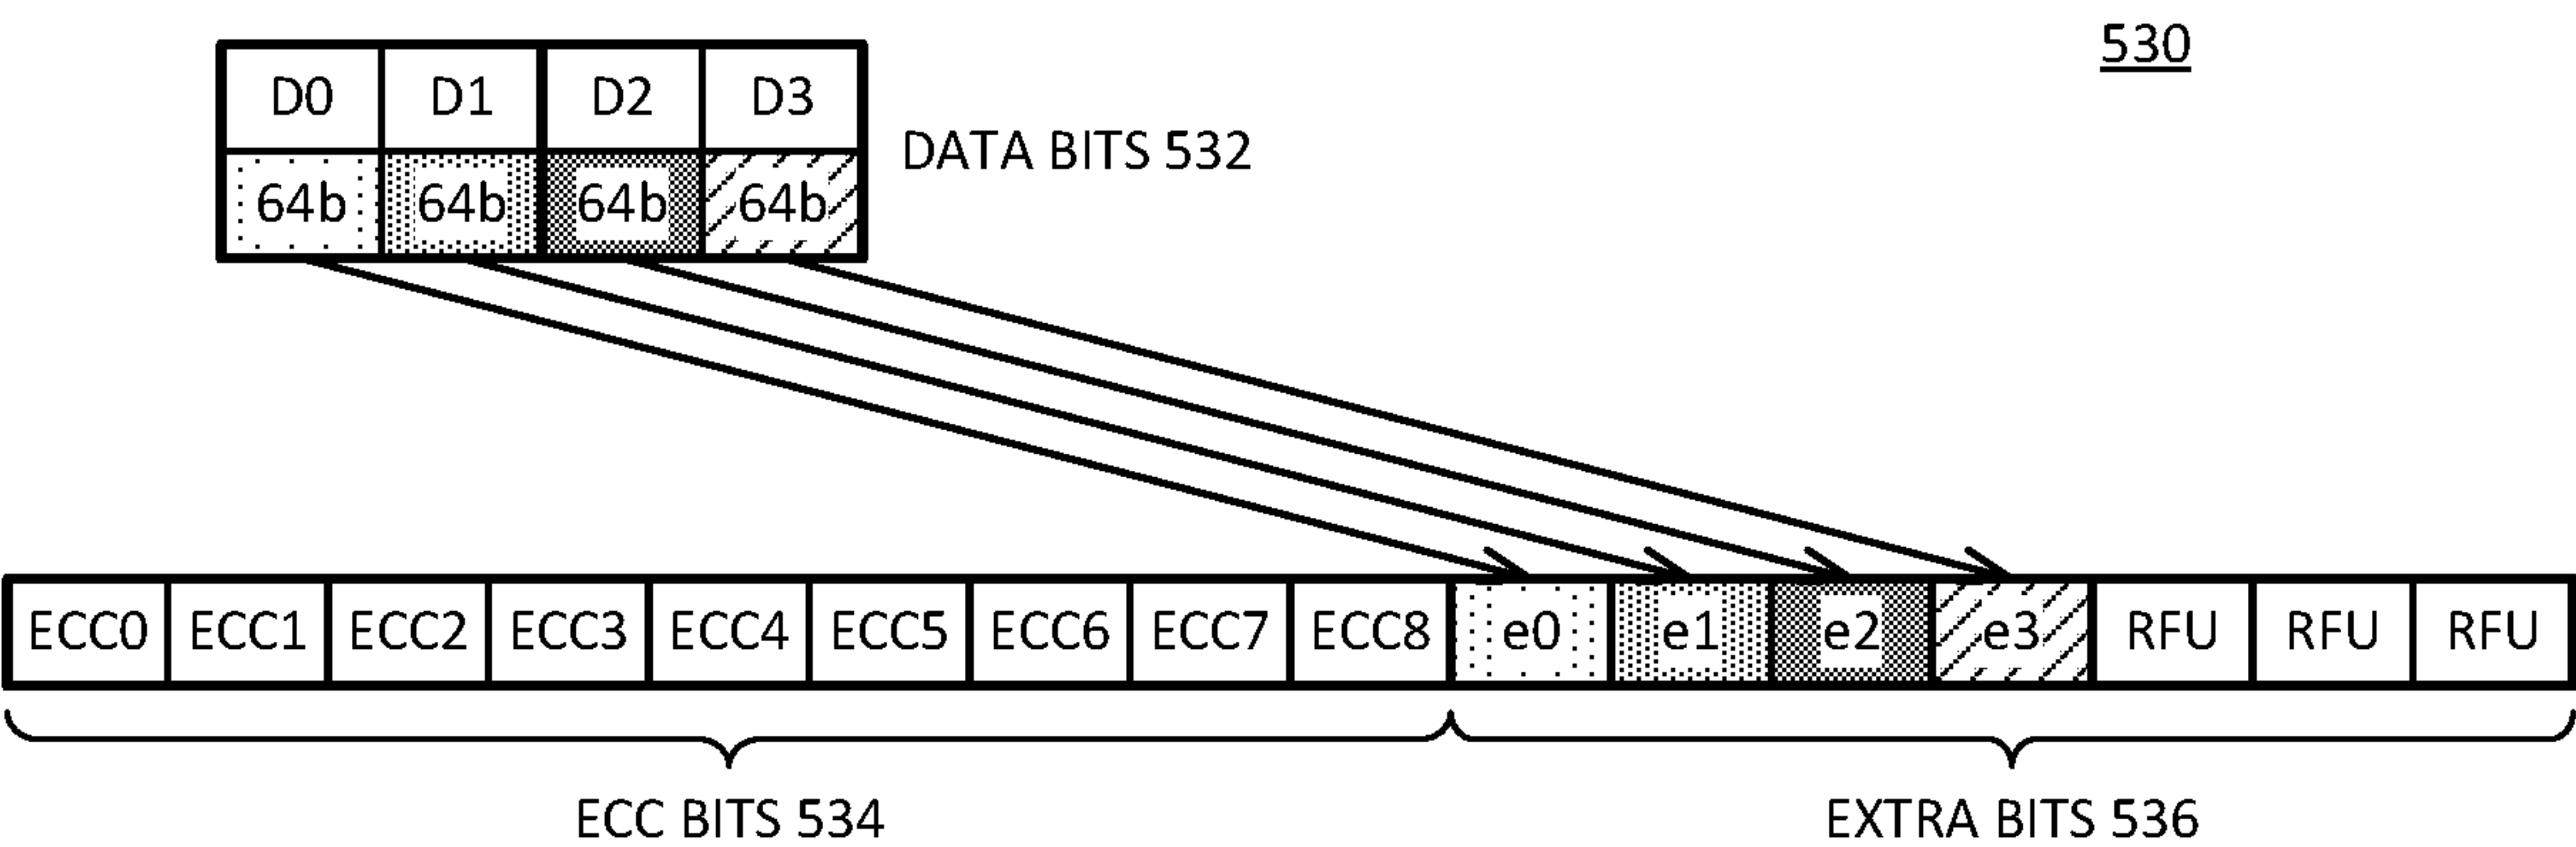 530
D0 D1 D2 D3
DATA BITS 532
64b 64b 64b 64b
ECC0 ECC1 ECC2 ECC3 ECC4 ECC5 ECC6 ECC7 ECC8 e0 e1 e2 e3 RFU RFU RFU
ECC BITS 534 EXTRA BITS 536